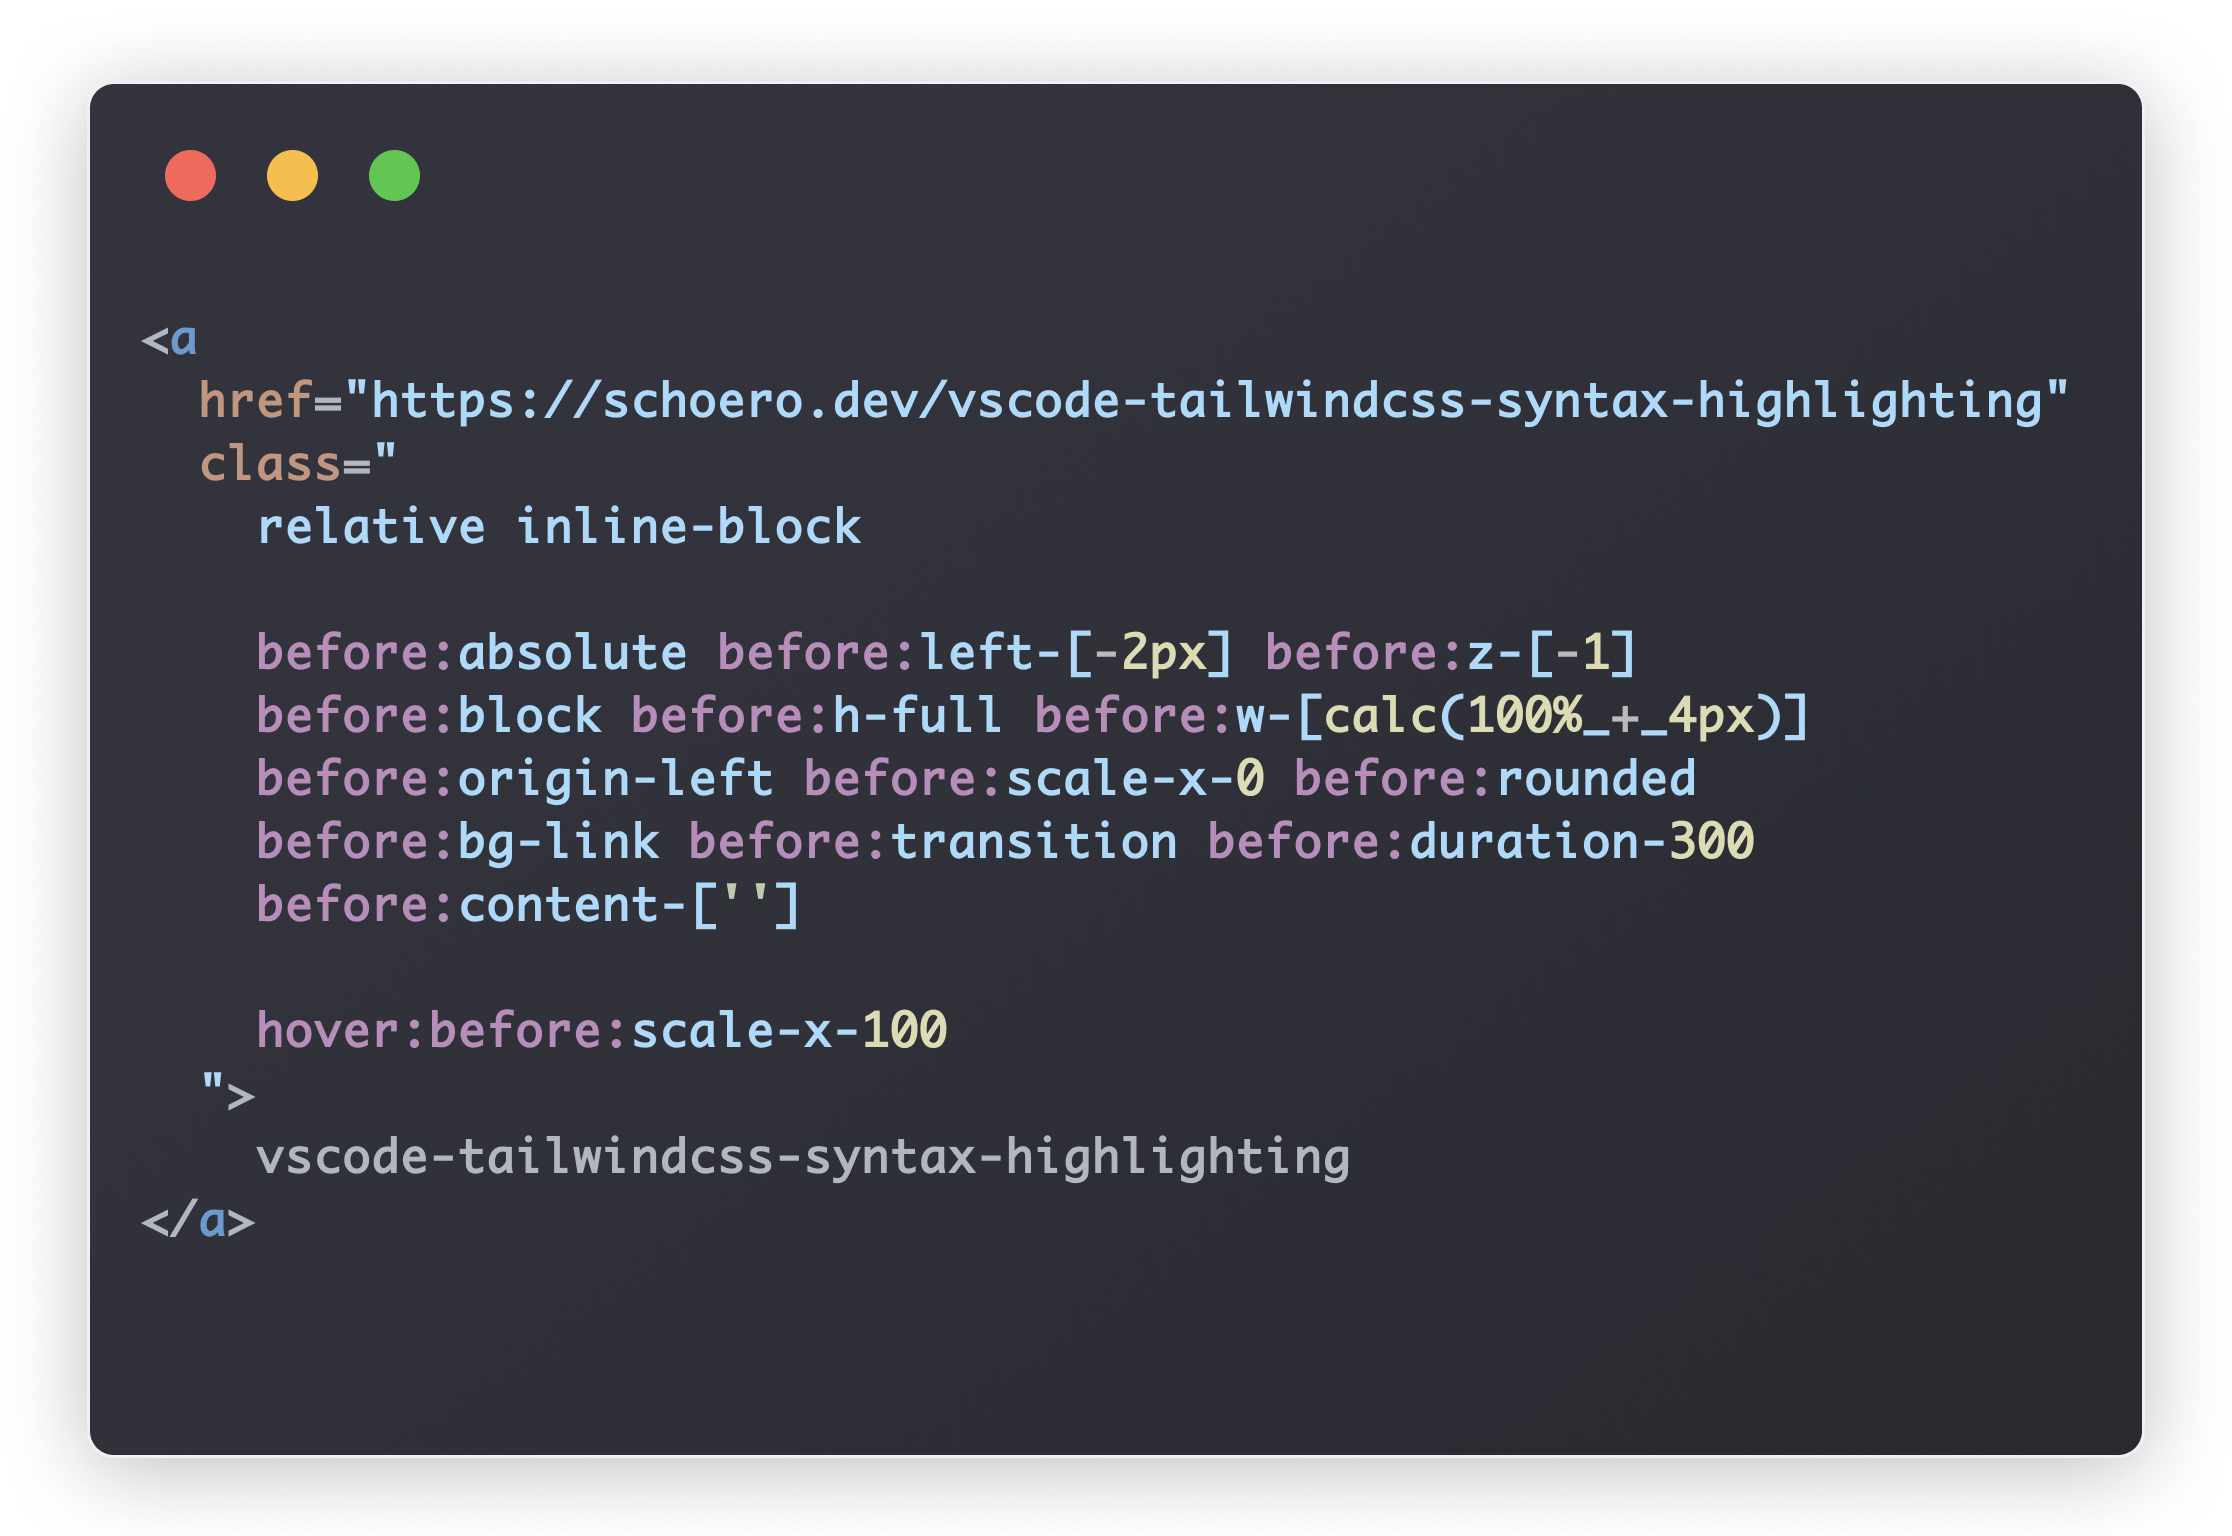 <a
  href="https://schoero.dev/vscode-tailwindcss-syntax-highlighting"
  class="
    relative inline-block

    before:absolute before:left-[-2px] before:z-[-1]
    before:block before:h-full before:w-[calc(100%_+_4px)]
    before:origin-left before:scale-x-0 before:rounded
    before:bg-link before:transition before:duration-300
    before:content-['']

    hover:before:scale-x-100
  ">
    vscode-tailwindcss-syntax-highlighting
</a>